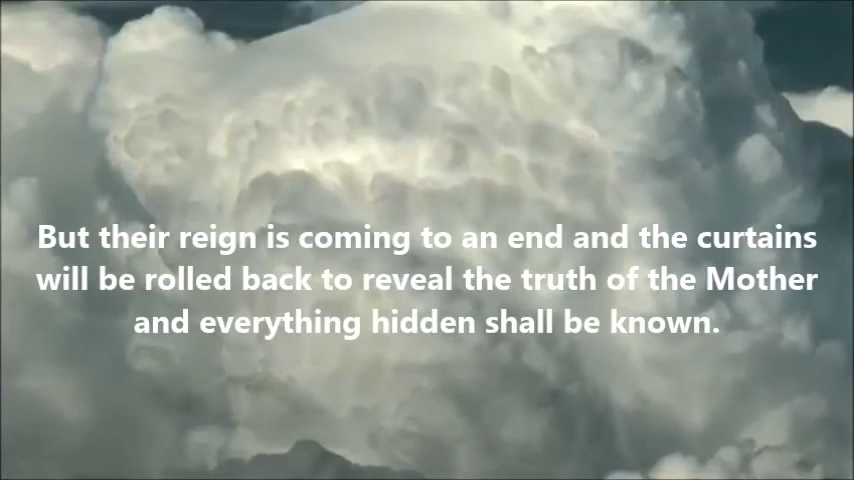 But their reign is coming to an end and the curtains
will be rolled back to reveal the truth of the Mother
and everything hidden shall be known.